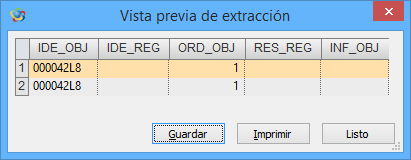 Vista previa de extracción
IDE_OBJ IDE_REG ORD_OBJ RES_REG INF_OBJ
1 000042L8 1
2 000042L8 1
Guardar Imprimir Listo